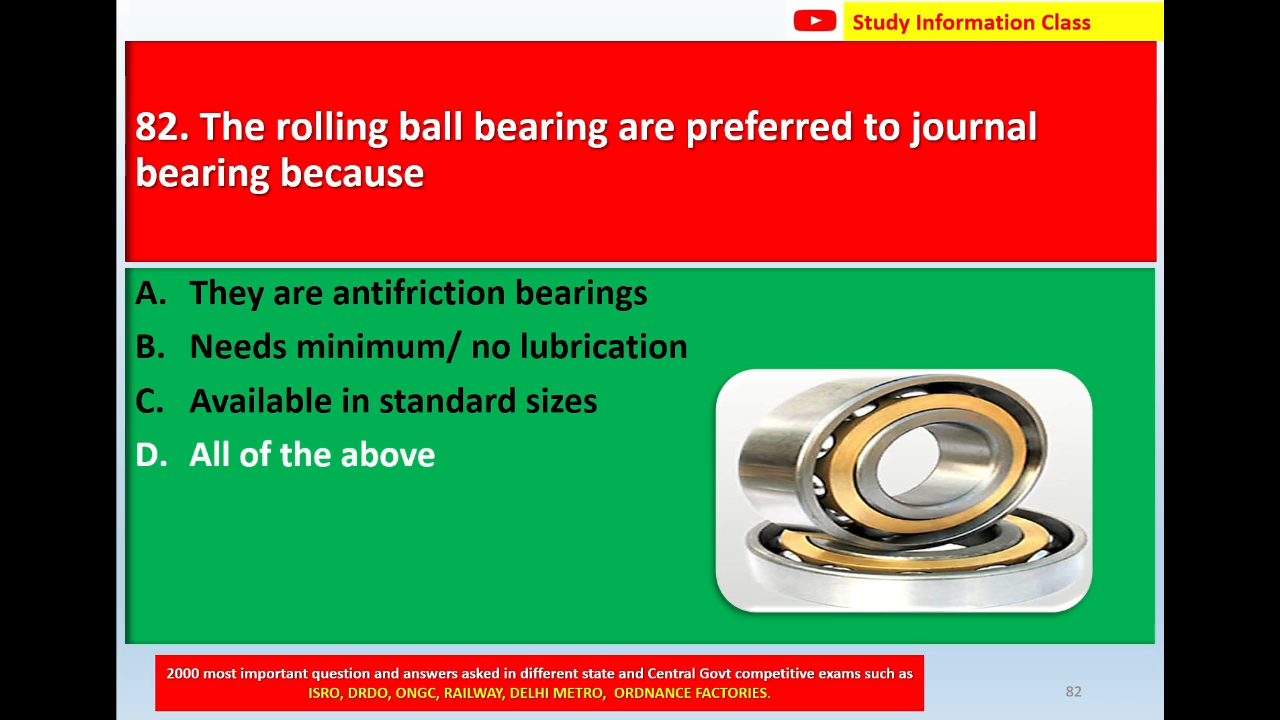 Study Information Class
82. The rolling ball bearing are preferred to journal
bearing because
A. They are antifriction bearings
B. Needs minimum/ no lubrication
C. Available in standard sizes
D. All of the above
2000 most important question and answers asked in different state and Central Govt competitive exams such as
ISRO, DRDO, ONGC, RAILWAY, DELHI METRO, ORDNANCE FACTORIES.
82